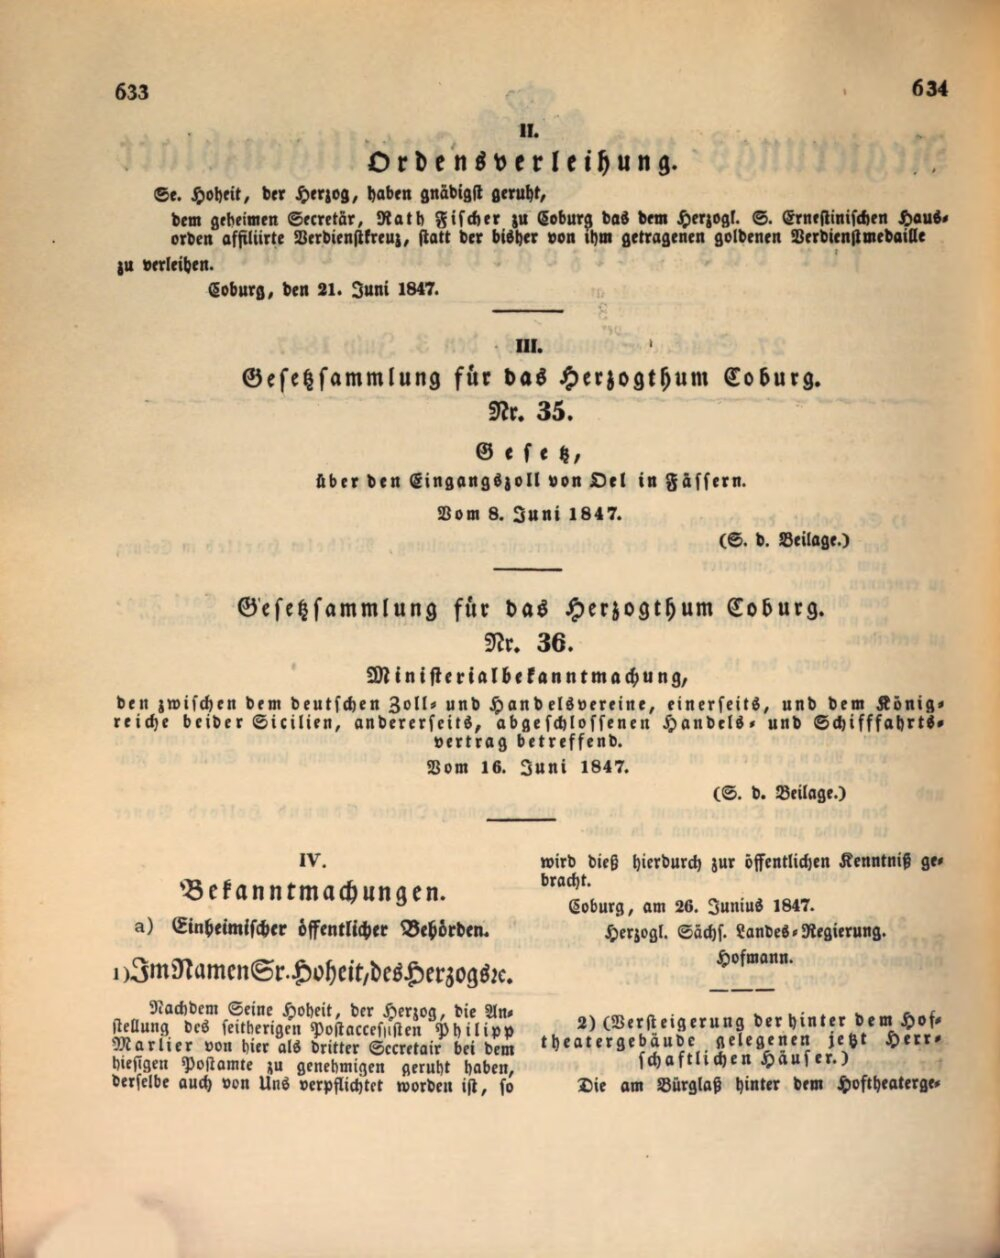 633
634
II.
Ordensverleihung.
Se. Hoheit, der Herzog, haben gnädigst geruht,
dem geheimen Secretär, Rath Fischer zu Coburg das dem Herzogl. S. Ernestinischen Haus-
orden affiliirte Verdienstkreuz, statt der bisher von ihm getragenen goldenen Verdienstmedaille
zu verleihen.
Coburg, den 21. Juni 1847.
III.
Gesetzsammlung für das Herzogthum Coburg.
Nr. 35.
Gesetz,
über den Eingangszoll von Oel in Fässern.
Vom 8. Juni 1847.
(S. d. Beilage.)
Gesetzsammlung für das Herzogthum Coburg.
Nr. 36.
Ministerialbekanntmachung,
den zwischen dem deutschen Zoll- und Handelsvereine, einerseits, und dem König-
reiche beider Sicilien, andererseits, abgeschlossenen Handels- und Schifffahrts-
vertrag betreffend.
Vom 16. Juni 1847.
(S. d. Beilage.)
IV.
Bekanntmachungen.
a) Einheimischer öffentlicher Behörden.
1) Im Namen Sr. Hoheit, des Herzogs ꝛc.
Nachdem Seine Hoheit, der Herzog, die An-
stellung des seitherigen Postaccessisten Philipp
Marlier von hier als dritter Secretair bei dem
hiesigen Postamte zu genehmigen geruht haben,
derselbe auch von Uns verpflichtet worden ist, so
wird dieß hierdurch zur öffentlichen Kenntniß ge-
bracht.
Coburg, am 26. Junius 1847.
Herzogl. Sächs. Landes-Regierung.
Hofmann.
2) (Versteigerung der hinter dem Hof-
theatergebäude gelegenen jetzt Herr-
schaftlichen Häuser.)
Die am Bürglaß hinter dem Hoftheaterge-